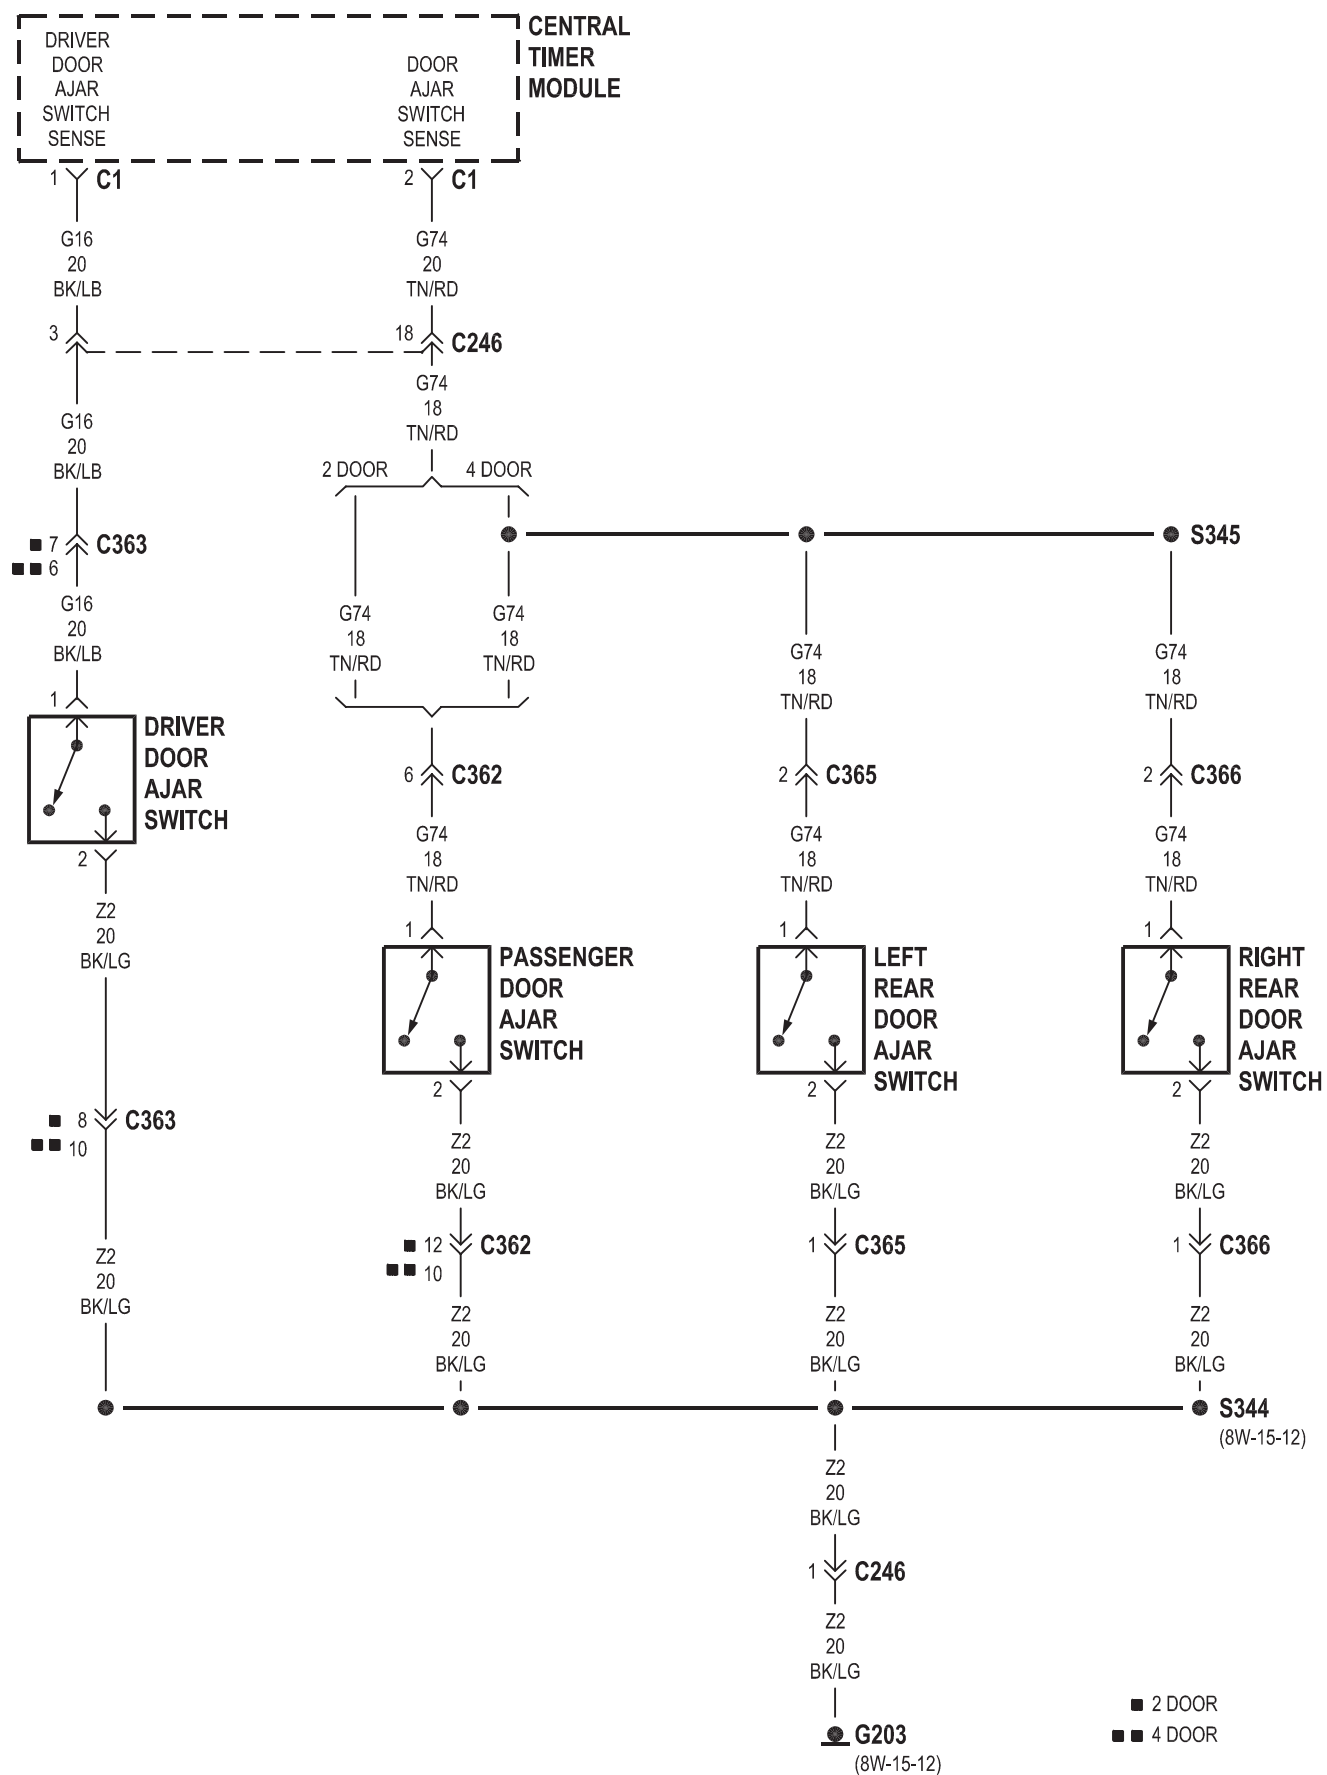 CENTRAL
TIMER
MODULE
DRIVER
DOOR
AJAR
SWITCH
SENSE
DOOR
AJAR
SWITCH
SENSE
1 C1
2 C1
G16
20
BK/LB
G74
20
TN/RD
3
18 C246
G74
18
TN/RD
G16
20
BK/LB
2 DOOR
4 DOOR
S345
7 C363
6
G16
20
BK/LB
G74
18
TN/RD
G74
18
TN/RD
G74
18
TN/RD
G74
18
TN/RD
1
DRIVER
DOOR
AJAR
SWITCH
2
6 C362
2 C365
2 C366
G74
18
TN/RD
G74
18
TN/RD
G74
18
TN/RD
Z2
20
BK/LG
1
PASSENGER
DOOR
AJAR
SWITCH
2
1
LEFT
REAR
DOOR
AJAR
SWITCH
2
1
RIGHT
REAR
DOOR
AJAR
SWITCH
2
8 C363
10
Z2
20
BK/LG
Z2
20
BK/LG
Z2
20
BK/LG
12 C362
10
1 C365
1 C366
Z2
20
BK/LG
Z2
20
BK/LG
Z2
20
BK/LG
Z2
20
BK/LG
S344
(8W-15-12)
Z2
20
BK/LG
1 C246
Z2
20
BK/LG
G203
(8W-15-12)
2 DOOR
4 DOOR